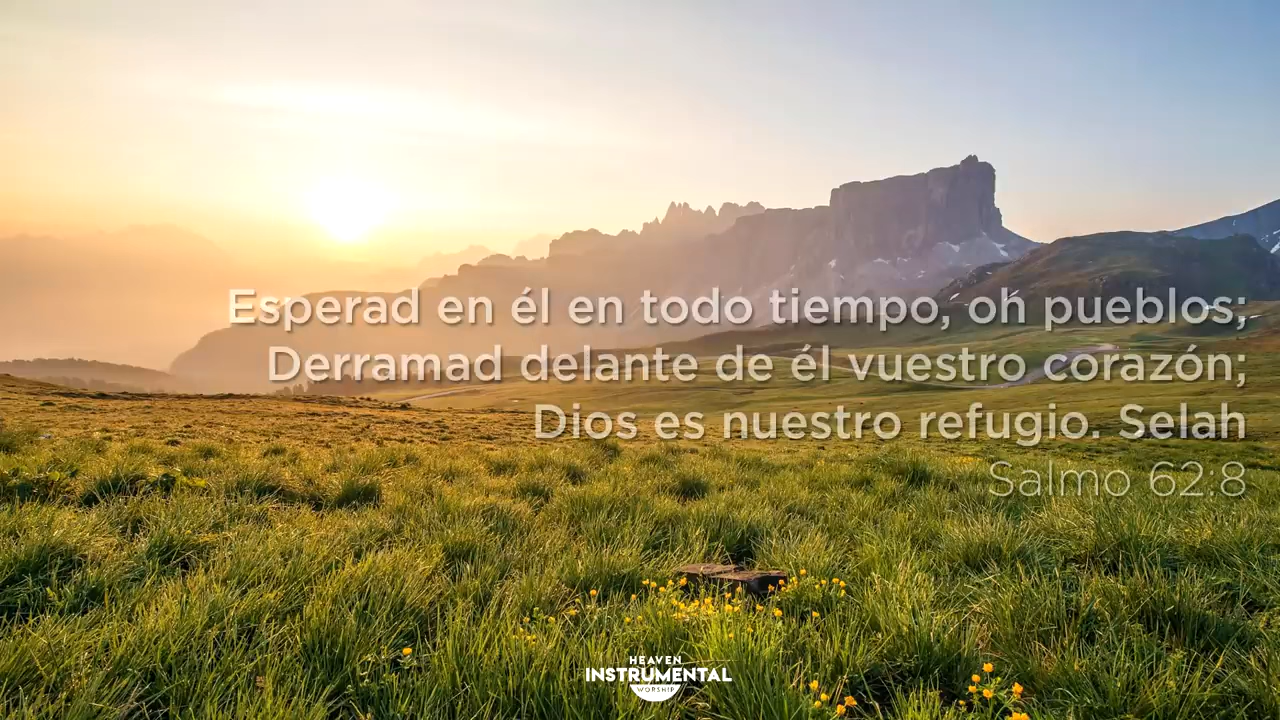 Esperad en él en todo tiempo, oh pueblos;
Derramad delante de él vuestro corazón;
Dios es nuestro refugio. Selah
Salmo 62:8
HEAVEN
INSTRUMENTAL
WORSHIP